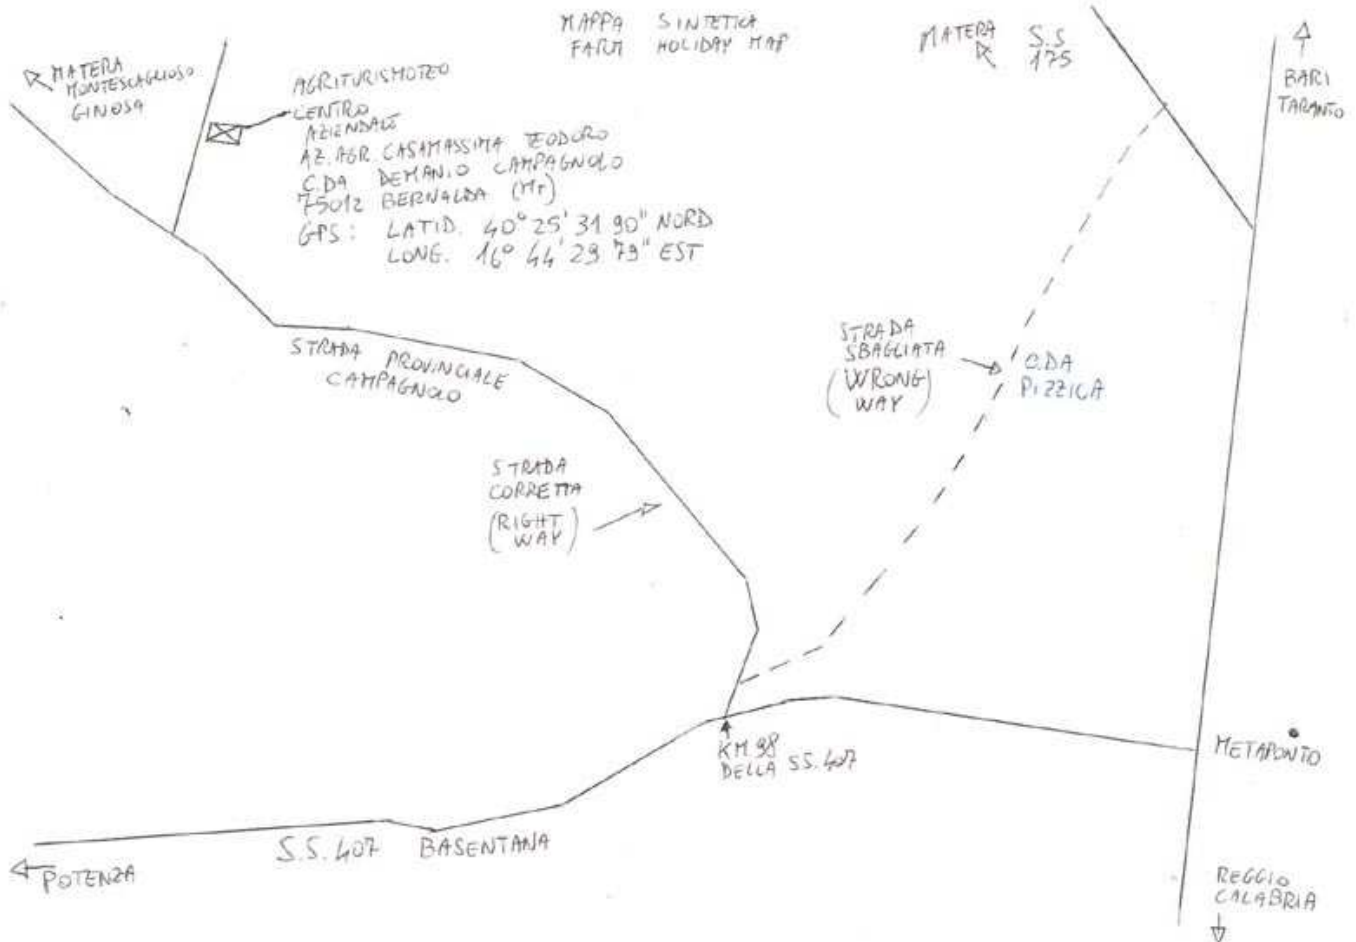 MAPPA SINTETICA
FARM HOLIDAY MAP
MATERA
MONTESCAGLIOSO
GINOSA
AGRITURISMOTEO
CENTRO
AZIENDALE
AZ. AGR. CASAMASSIMA TEODORO
C.DA DEMANIO CAMPAGNOLO
75012 BERNALDA (MT)
GPS: LATID. 40° 25' 31 90" NORD
LONG. 16° 44' 29 79" EST
MATERA
S.S
175
BARI
TARANTO
STRADA PROVINCIALE
CAMPAGNOLO
STRADA
SBAGLIATA
(WRONG)
WAY
C.DA
PIZZICA
STRADA
CORRETTA
(RIGHT
WAY)
KM 98
DELLA SS. 407
METAPONTO
S.S. 407 BASENTANA
POTENZA
REGGIO
CALABRIA